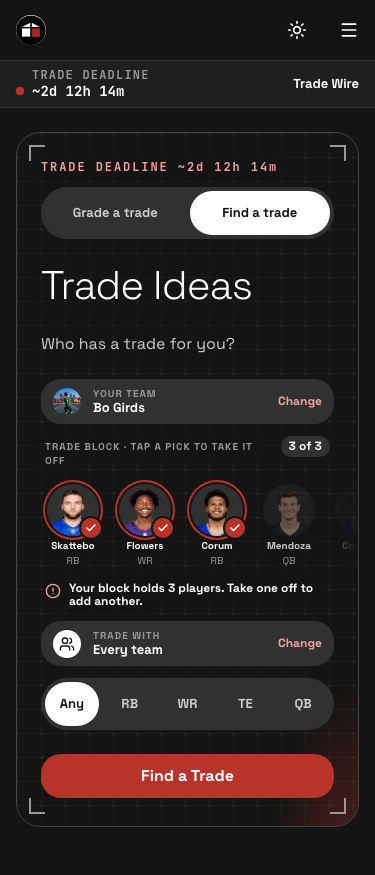 TRADE DEADLINE
~2d 12h 14m
Trade Wire
TRADE DEADLINE ~2d 12h 14m
Grade a trade
Find a trade
Trade Ideas
Who has a trade for you?
YOUR TEAM
Bo Girds
Change
TRADE BLOCK · TAP A PICK TO TAKE IT
OFF
3 of 3
Skattebo
RB
Flowers
WR
Corum
RB
Mendoza
QB
Co
Your block holds 3 players. Take one off to
add another.
TRADE WITH
Every team
Change
Any
RB
WR
TE
QB
Find a Trade